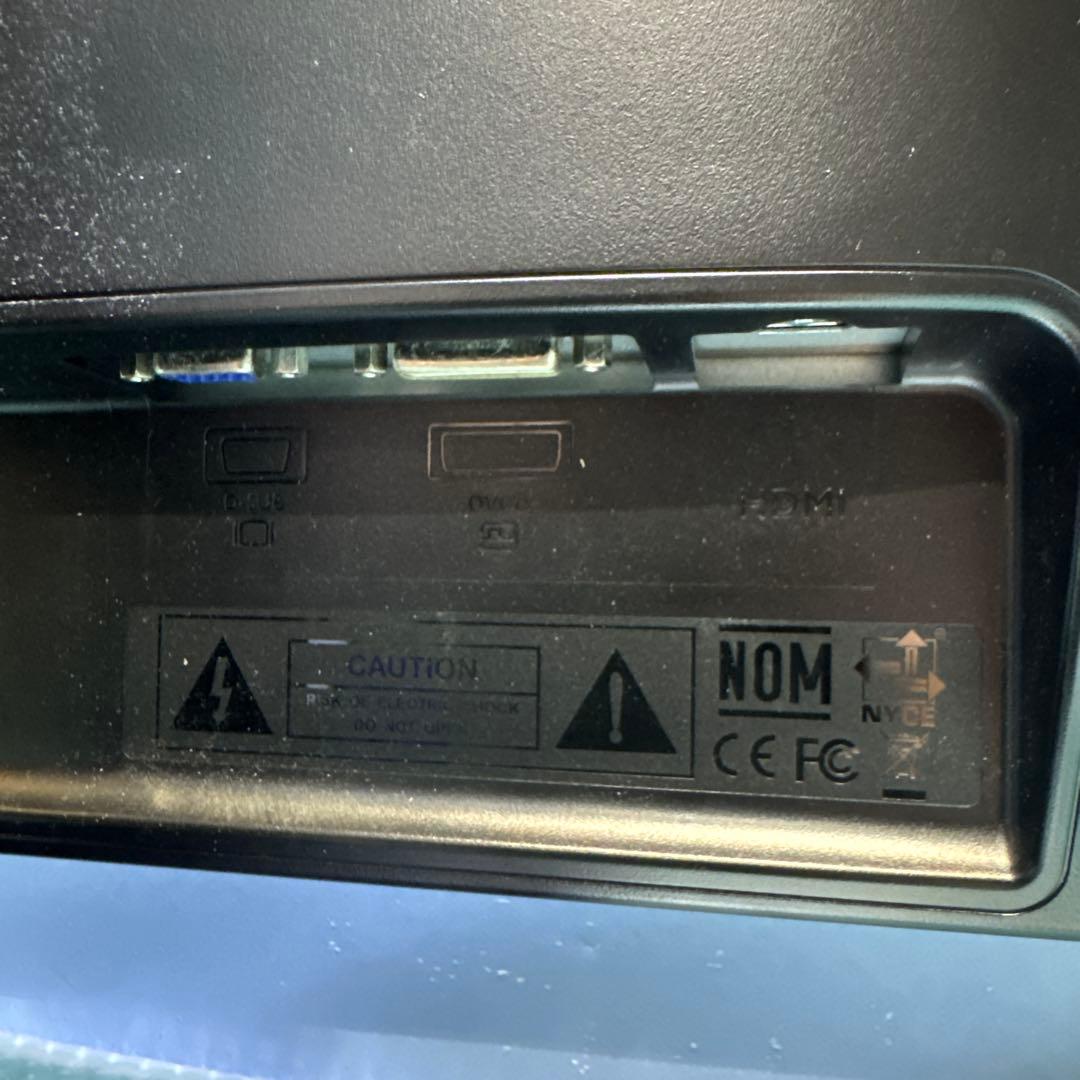 D-SUB
DVI-D
HDMI
CAUTION
RISK OF ELECTRIC SHOCK
DO NOT OPEN
NOM
NYCE
CE FC